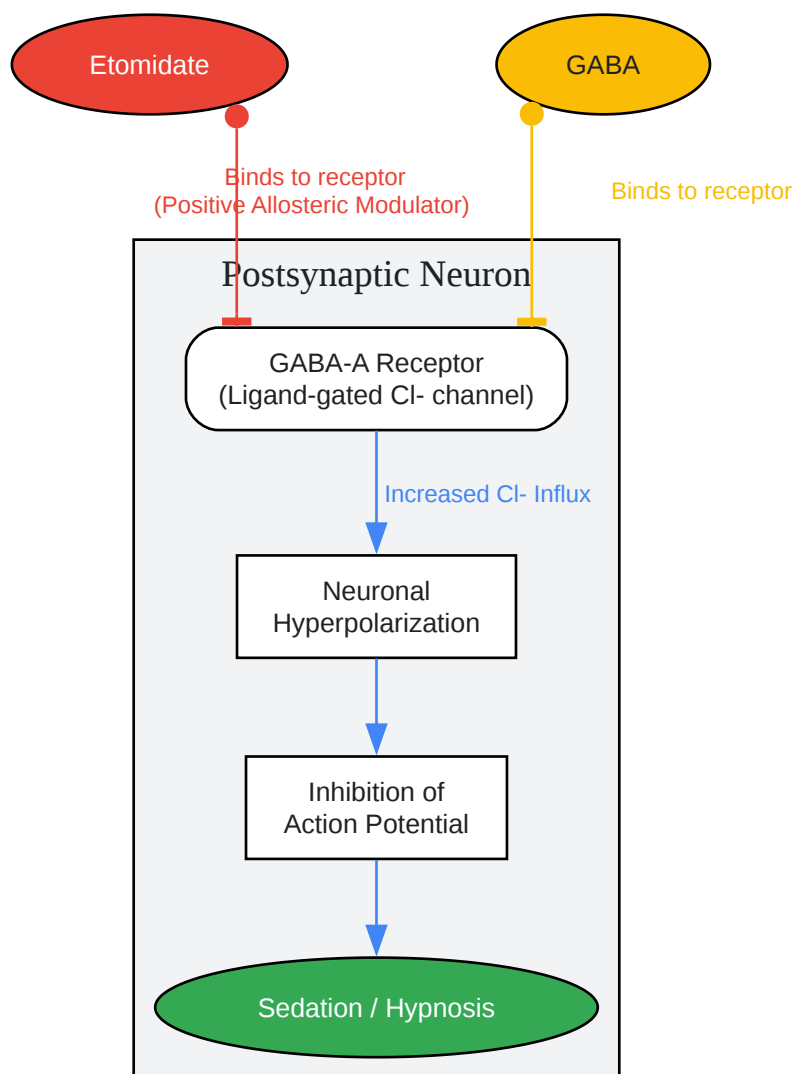 Etomidate
GABA
Binds to receptor
(Positive Allosteric Modulator)
Binds to receptor
Postsynaptic Neuron
GABA-A Receptor
(Ligand-gated Cl- channel)
Increased Cl- Influx
Neuronal
Hyperpolarization
Inhibition of
Action Potential
Sedation / Hypnosis